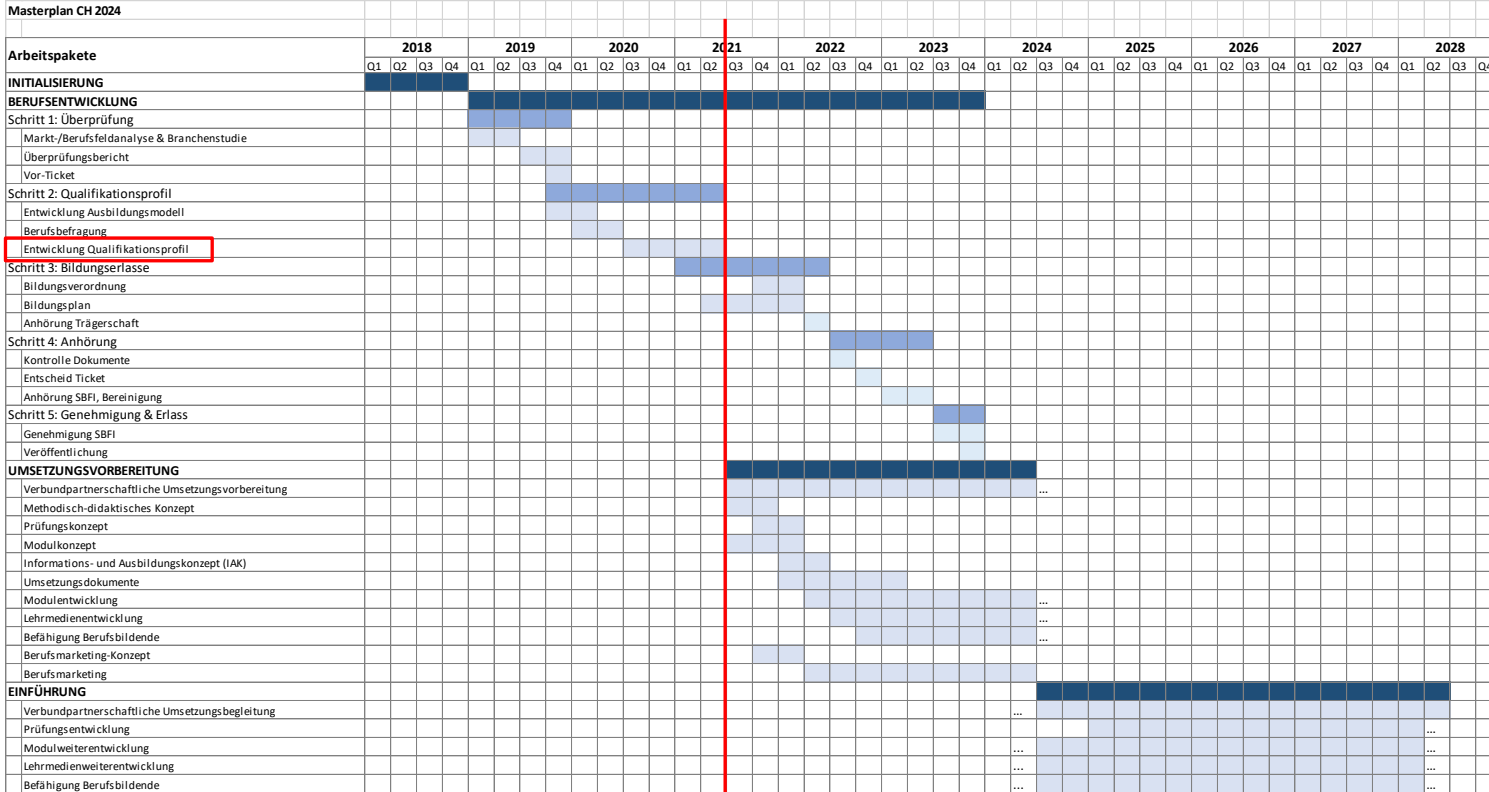 Masterplan CH 2024
Arbeitspakete 2018 2019 2020 2021 2022 2023 2024 2025 2026 2027 2028
Q1 Q2 Q3 Q4 Q1 Q2 Q3 Q4 Q1 Q2 Q3 Q4 Q1 Q2 Q3 Q4 Q1 Q2 Q3 Q4 Q1 Q2 Q3 Q4 Q1 Q2 Q3 Q4 Q1 Q2 Q3 Q4 Q1 Q2 Q3 Q4 Q1 Q2 Q3 Q4 Q1 Q2 Q3 Q4
INITIALISIERUNG
BERUFSENTWICKLUNG
Schritt 1: Überprüfung
Markt-/Berufsfeldanalyse & Branchenstudie
Überprüfungsbericht
Vor-Ticket
Schritt 2: Qualifikationsprofil
Entwicklung Ausbildungsmodell
Berufsbefragung
Entwicklung Qualifikationsprofil
Schritt 3: Bildungserlasse
Bildungsverordnung
Bildungsplan
Anhörung Trägerschaft
Schritt 4: Anhörung
Kontrolle Dokumente
Entscheid Ticket
Anhörung SBFI, Bereinigung
Schritt 5: Genehmigung & Erlass
Genehmigung SBFI
Veröffentlichung
UMSETZUNGSVORBEREITUNG
Verbundpartnerschaftliche Umsetzungsvorbereitung ...
Methodisch-didaktisches Konzept
Prüfungskonzept
Modulkonzept
Informations- und Ausbildungskonzept (IAK)
Umsetzungsdokumente
Modulentwicklung ...
Lehrmedienentwicklung ...
Befähigung Berufsbildende ...
Berufsmarketing-Konzept
Berufsmarketing
EINFÜHRUNG
Verbundpartnerschaftliche Umsetzungsbegleitung ...
Prüfungsentwicklung ...
Modulweiterentwicklung ... ...
Lehrmedienweiterentwicklung ... ...
Befähigung Berufsbildende ... ...